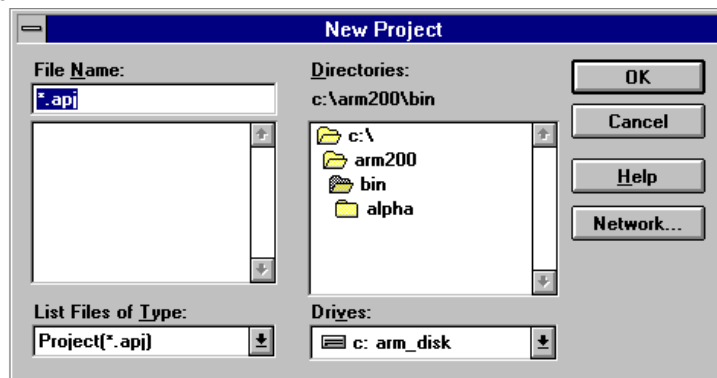 New Project
File Name:
*.apj
Directories:
c:\arm200\bin
c:\
arm200
bin
alpha
OK
Cancel
Help
Network...
List Files of Type:
Project(*.apj)
Drives:
c: arm_disk